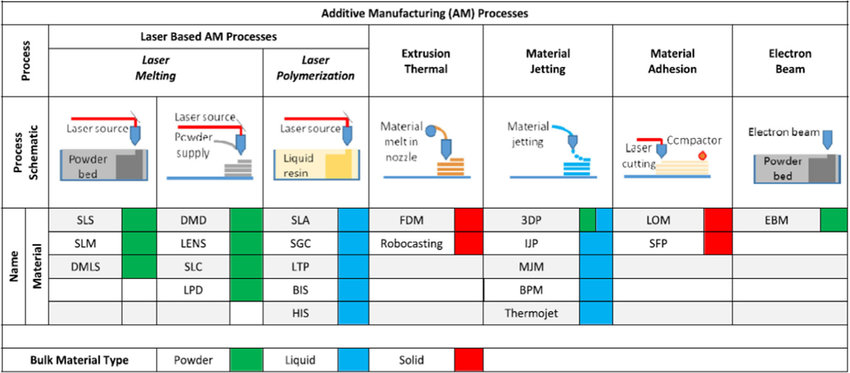 Additive Manufacturing (AM) Processes
Process
Laser Based AM Processes
Laser Melting
Laser Polymerization
Extrusion Thermal
Material Jetting
Material Adhesion
Electron Beam
Process Schematic
Laser source
Powder bed
Laser source
Powder supply
Laser source
Liquid resin
Material melt in nozzle
Material jetting
Laser cutting
Compactor
Electron beam
Powder bed
Name
Material
SLS DMD SLA FDM 3DP LOM EBM
SLM LENS SGC Robocasting IJP SFP
DMLS SLC LTP MJM
LPD BIS BPM
HIS Thermojet
Bulk Material Type Powder Liquid Solid